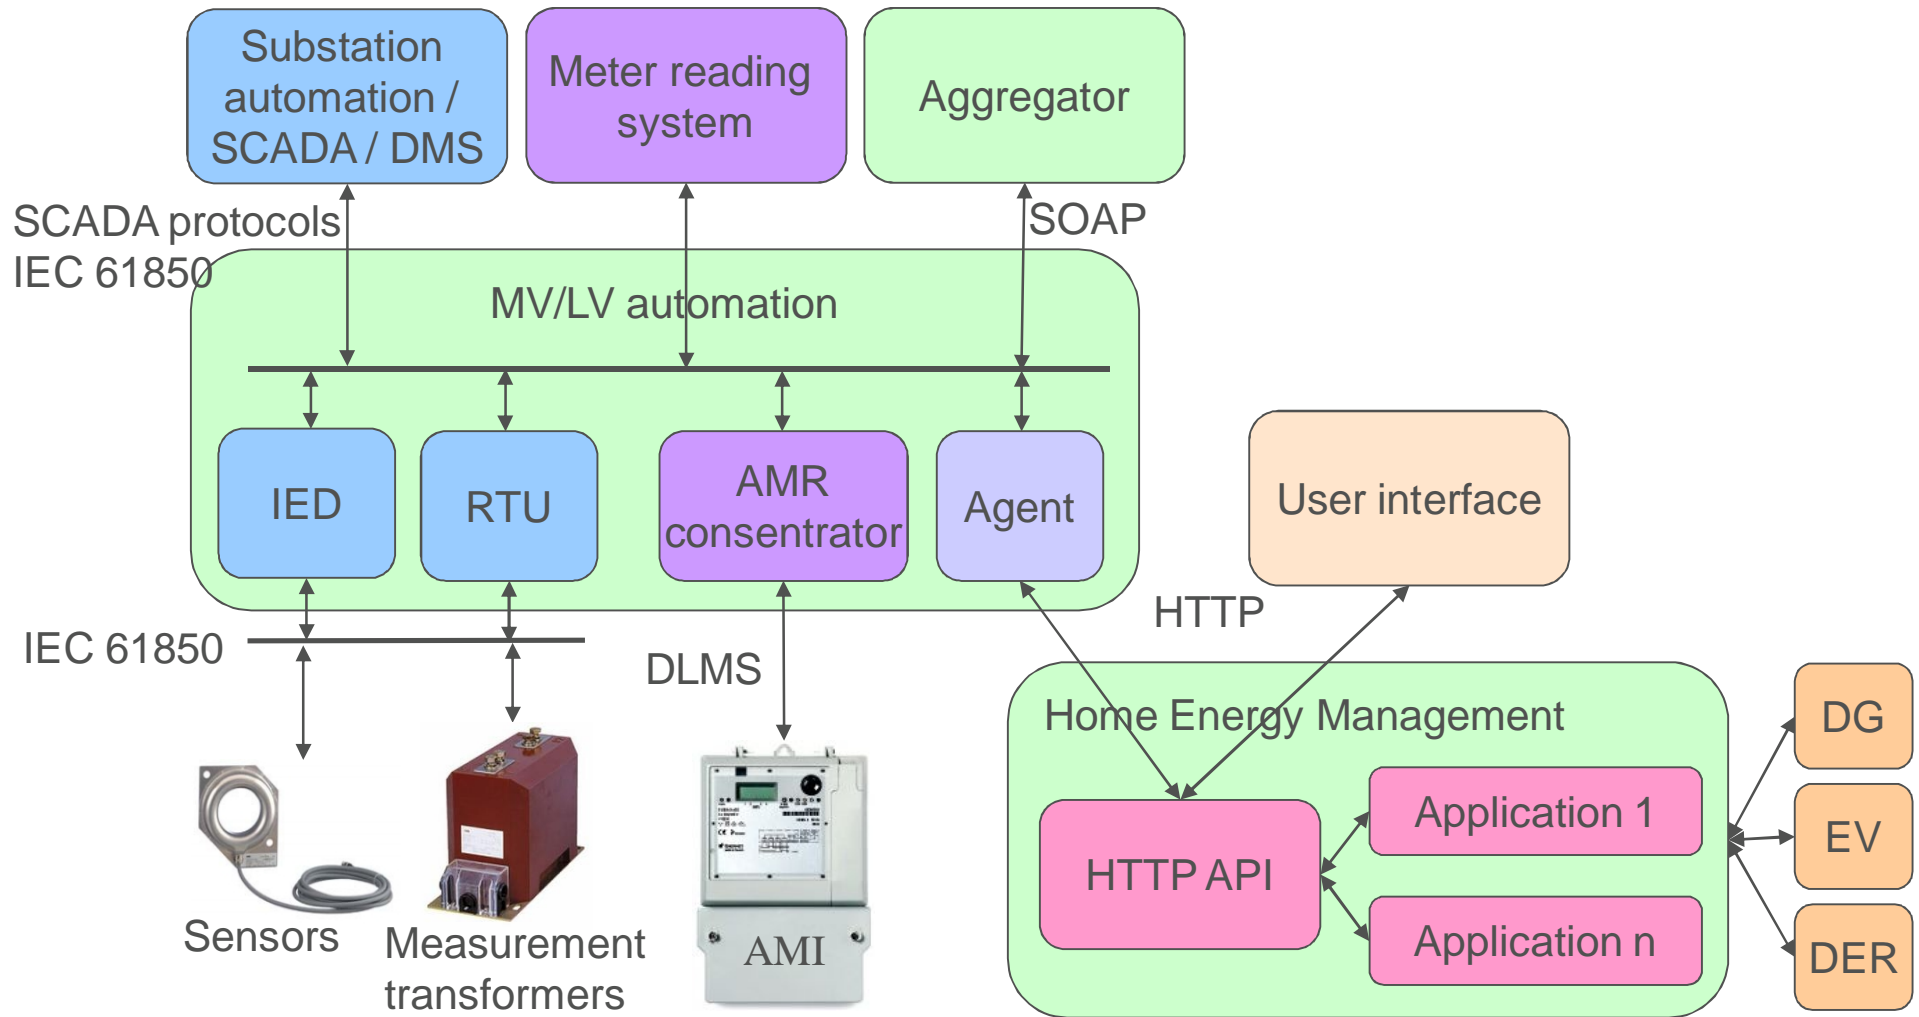 Substation
automation /
SCADA / DMS
Meter reading
system
Aggregator
SCADA protocols
IEC 61850
SOAP
MV/LV automation
IED
RTU
AMR
consentrator
Agent
User interface
HTTP
IEC 61850
DLMS
Home Energy Management
DG
EV
DER
HTTP API
Application 1
Application n
Sensors
Measurement
transformers
AMI